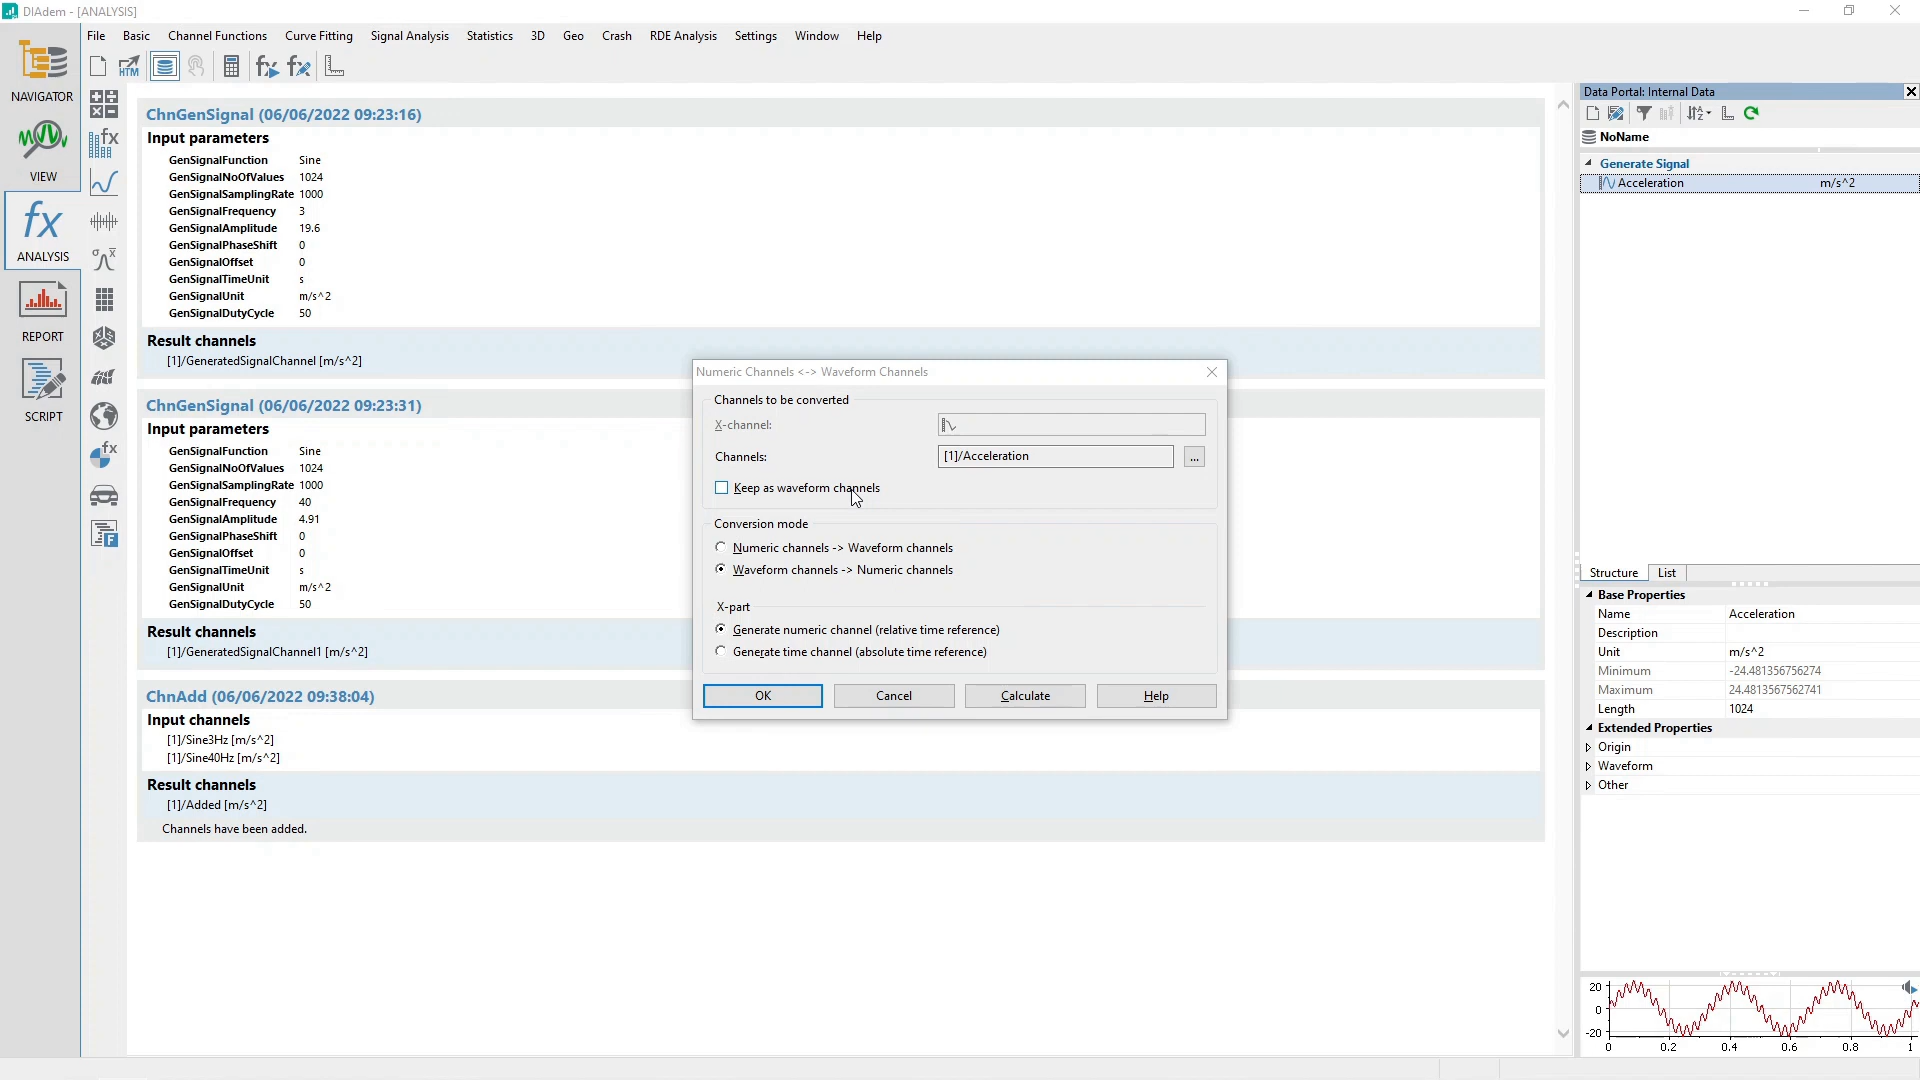 DIAdem - [ANALYSIS]
File Basic Channel Functions Curve Fitting Signal Analysis Statistics 3D Geo Crash RDE Analysis Settings Window Help
NAVIGATOR
VIEW
ANALYSIS
REPORT
SCRIPT
ChnGenSignal (06/06/2022 09:23:16)
Input parameters
GenSignalFunction Sine
GenSignalNoOfValues 1024
GenSignalSamplingRate 1000
GenSignalFrequency 3
GenSignalAmplitude 19.6
GenSignalPhaseShift 0
GenSignalOffset 0
GenSignalTimeUnit s
GenSignalUnit m/s^2
GenSignalDutyCycle 50
Result channels
[1]/GeneratedSignalChannel [m/s^2]
ChnGenSignal (06/06/2022 09:23:31)
Input parameters
GenSignalFunction Sine
GenSignalNoOfValues 1024
GenSignalSamplingRate 1000
GenSignalFrequency 40
GenSignalAmplitude 4.91
GenSignalPhaseShift 0
GenSignalOffset 0
GenSignalTimeUnit s
GenSignalUnit m/s^2
GenSignalDutyCycle 50
Result channels
[1]/GeneratedSignalChannel1 [m/s^2]
ChnAdd (06/06/2022 09:38:04)
Input channels
[1]/Sine3Hz [m/s^2]
[1]/Sine40Hz [m/s^2]
Result channels
[1]/Added [m/s^2]
Channels have been added.
Numeric Channels <-> Waveform Channels
Channels to be converted
X-channel:
Channels: [1]/Acceleration ...
Keep as waveform channels
Conversion mode
Numeric channels -> Waveform channels
Waveform channels -> Numeric channels
X-part
Generate numeric channel (relative time reference)
Generate time channel (absolute time reference)
OK Cancel Calculate Help
Data Portal: Internal Data
NoName
Generate Signal
Acceleration m/s^2
Structure List
Base Properties
Name Acceleration
Description
Unit m/s^2
Minimum -24.481356756274
Maximum 24.4813567562741
Length 1024
Extended Properties
Origin
Waveform
Other
20
0
-20
0 0.2 0.4 0.6 0.8 1